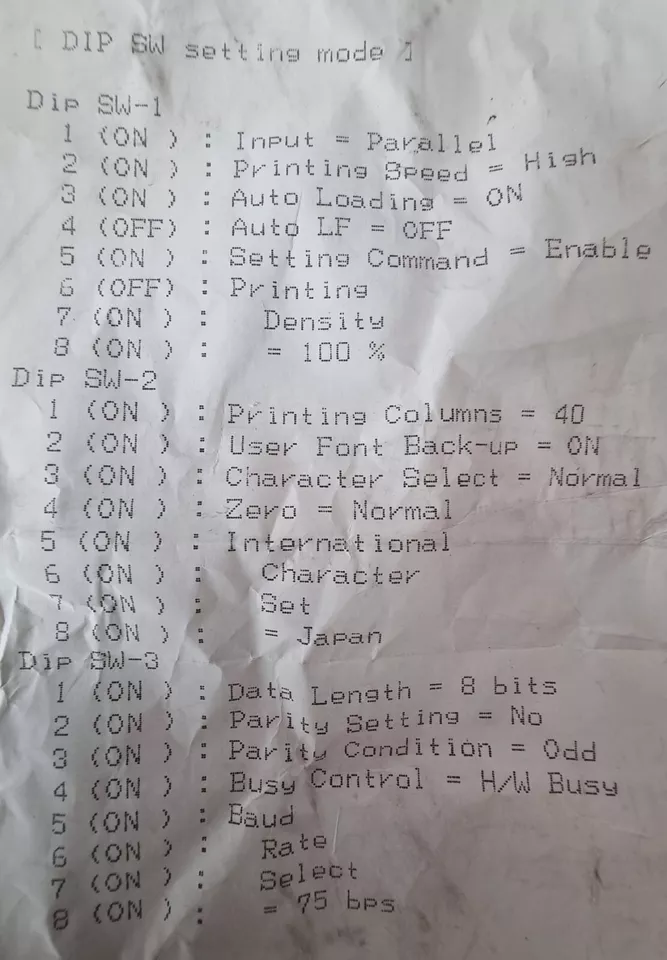 [ DIP SW setting mode ]
Dip SW-1
1 (ON ) : Input = Parallel
2 (ON ) : Printing Speed = High
3 (ON ) : Auto Loading = ON
4 (OFF) : Auto LF = OFF
5 (ON ) : Setting Command = Enable
6 (OFF) : Printing
7 (ON ) : Density
8 (ON ) : = 100 %
Dip SW-2
1 (ON ) : Printing Columns = 40
2 (ON ) : User Font Back-up = ON
3 (ON ) : Character Select = Normal
4 (ON ) : Zero = Normal
5 (ON ) : International
6 (ON ) : Character
7 (ON ) : Set
8 (ON ) : = Japan
Dip SW-3
1 (ON ) : Data Length = 8 bits
2 (ON ) : Parity Setting = No
3 (ON ) : Parity Condition = Odd
4 (ON ) : Busy Control = H/W Busy
5 (ON ) : Baud
6 (ON ) : Rate
7 (ON ) : Select
8 (ON ) : = 75 bps